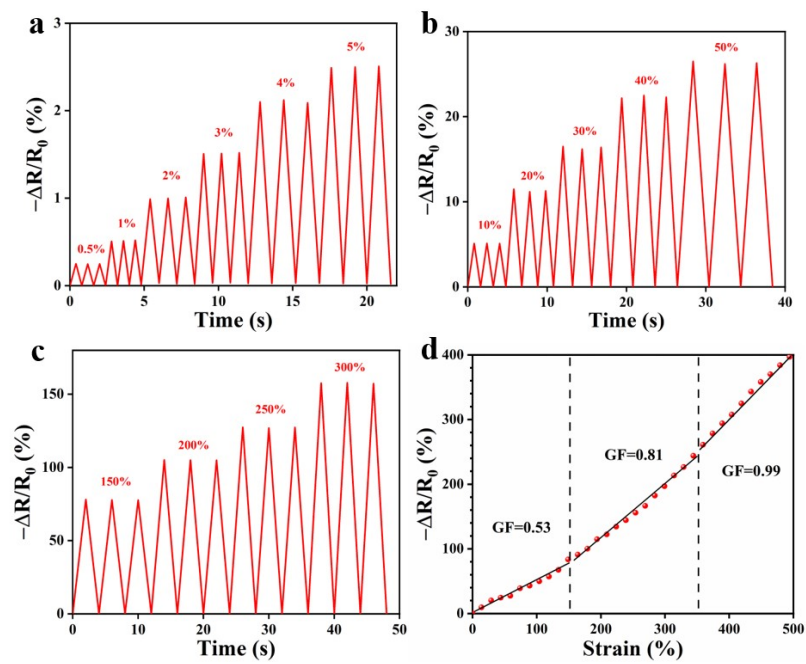 a
−ΔR/R0 (%)
3
2
1
0
0.5%
1%
2%
3%
4%
5%
0 5 10 15 20
Time (s)
b
−ΔR/R0 (%)
30
20
10
0
10%
20%
30%
40%
50%
0 10 20 30 40
Time (s)
c
−ΔR/R0 (%)
150
100
50
0
150%
200%
250%
300%
0 10 20 30 40 50
Time (s)
d
−ΔR/R0 (%)
400
300
200
100
0
GF=0.53
GF=0.81
GF=0.99
0 100 200 300 400 500
Strain (%)